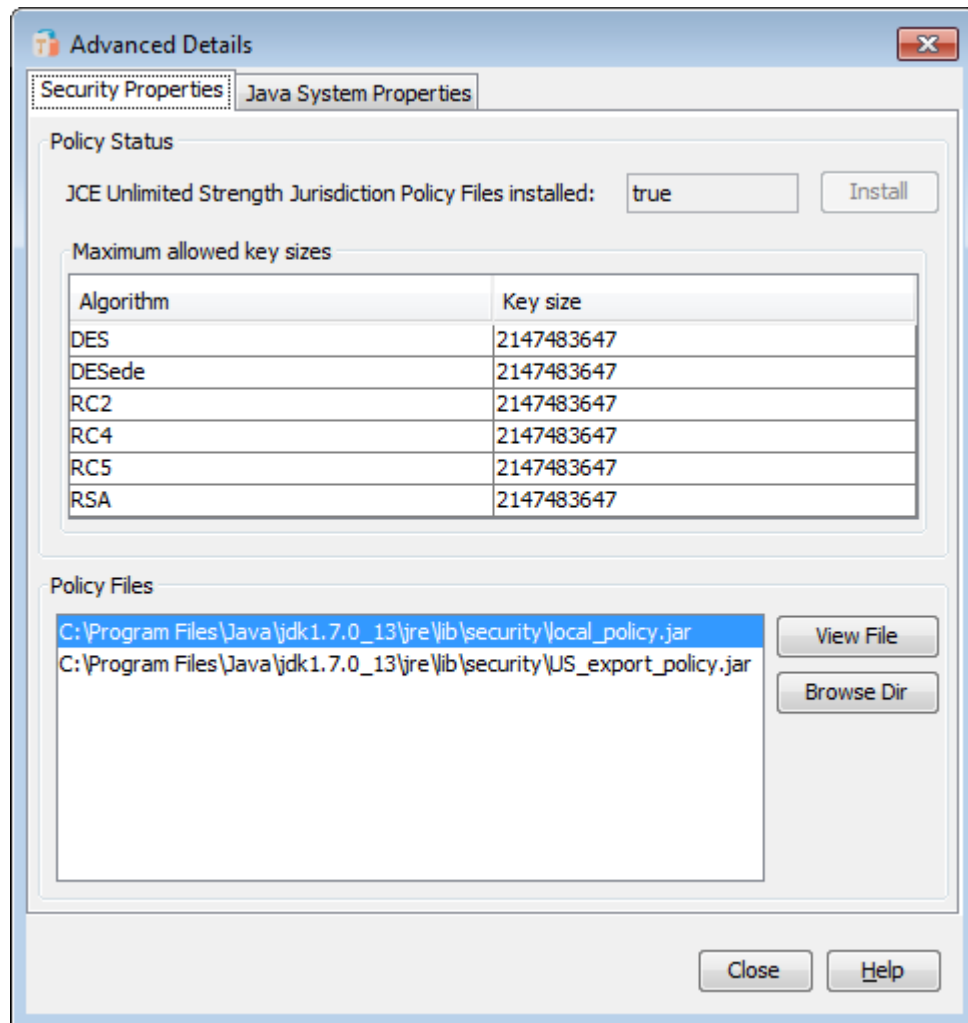 Advanced Details
Security Properties Java System Properties
Policy Status
JCE Unlimited Strength Jurisdiction Policy Files installed: true Install
Maximum allowed key sizes
Algorithm Key size
DES 2147483647
DESede 2147483647
RC2 2147483647
RC4 2147483647
RC5 2147483647
RSA 2147483647
Policy Files
C:\Program Files\Java\jdk1.7.0_13\jre\lib\security\local_policy.jar View File
C:\Program Files\Java\jdk1.7.0_13\jre\lib\security\US_export_policy.jar
Browse Dir
Close Help